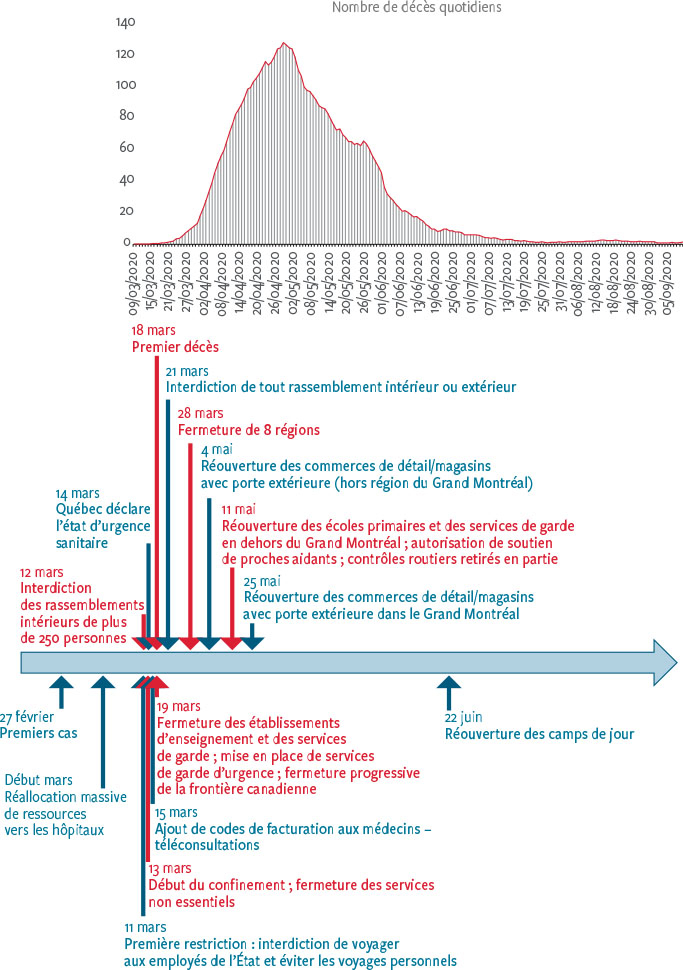 Nombre de décès quotidiens
140
120
100
80
60
40
20
0
09/03/2020
15/03/2020
21/03/2020
27/03/2020
02/04/2020
08/04/2020
14/04/2020
20/04/2020
26/04/2020
02/05/2020
08/05/2020
14/05/2020
20/05/2020
26/05/2020
01/06/2020
07/06/2020
13/06/2020
19/06/2020
25/06/2020
01/07/2020
07/07/2020
13/07/2020
19/07/2020
25/07/2020
31/07/2020
06/08/2020
12/08/2020
18/08/2020
24/08/2020
30/08/2020
05/09/2020
18 mars
Premier décès
21 mars
Interdiction de tout rassemblement intérieur ou extérieur
28 mars
Fermeture de 8 régions
4 mai
Réouverture des commerces de détail/magasins
avec porte extérieure (hors région du Grand Montréal)
14 mars
Québec déclare
l’état d’urgence
sanitaire
11 mai
Réouverture des écoles primaires et des services de garde
en dehors du Grand Montréal ; autorisation de soutien
de proches aidants ; contrôles routiers retirés en partie
12 mars
Interdiction
des rassemblements
intérieurs de plus
de 250 personnes
25 mai
Réouverture des commerces de détail/magasins
avec porte extérieure dans le Grand Montréal
27 février
Premiers cas
19 mars
Fermeture des établissements
d’enseignement et des services
de garde ; mise en place de services
de garde d’urgence ; fermeture progressive
de la frontière canadienne
22 juin
Réouverture des camps de jour
Début mars
Réallocation massive
de ressources
vers les hôpitaux
15 mars
Ajout de codes de facturation aux médecins –
téléconsultations
13 mars
Début du confinement ; fermeture des services
non essentiels
11 mars
Première restriction : interdiction de voyager
aux employés de l’État et éviter les voyages personnels